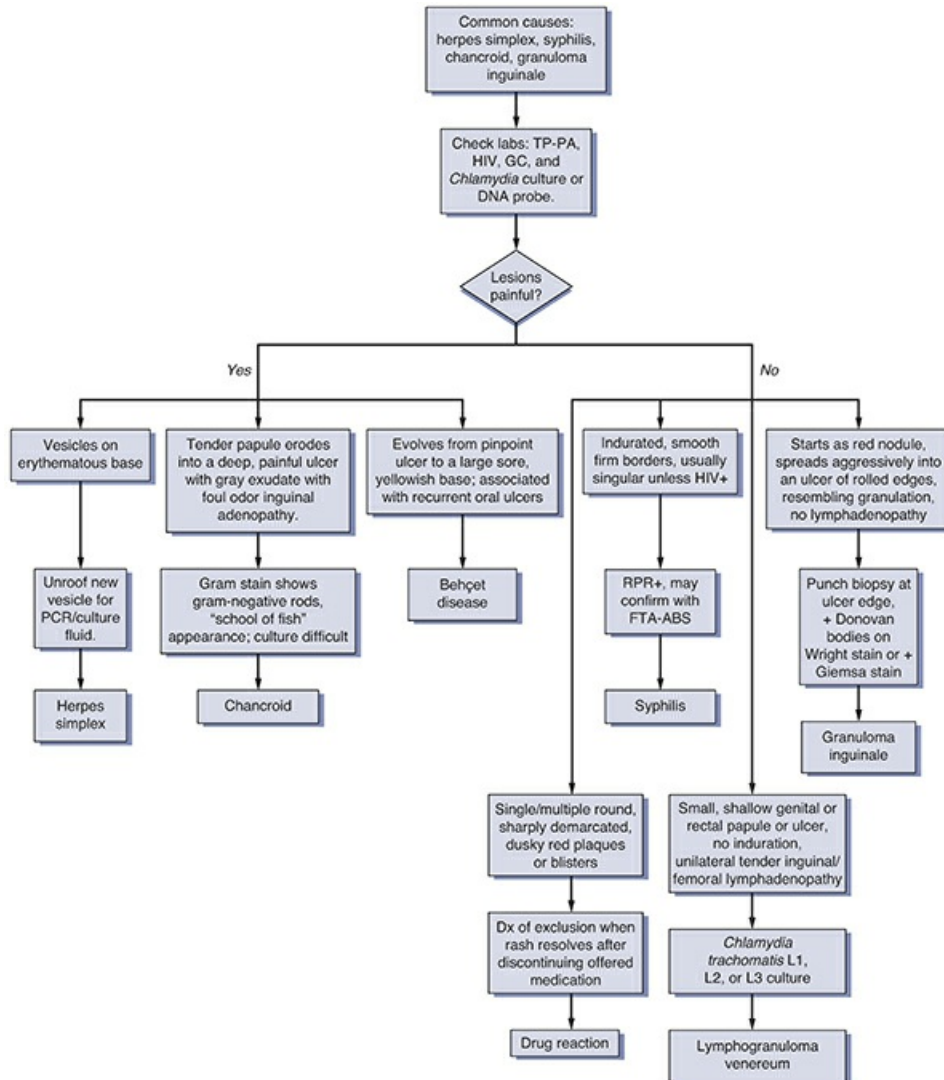 Common causes:
herpes simplex, syphilis,
chancroid, granuloma
inguinale
Check labs: TP-PA,
HIV, GC, and
Chlamydia culture or
DNA probe.
Lesions
painful?
Yes
No
Vesicles on
erythematous base
Tender papule erodes
into a deep, painful ulcer
with gray exudate with
foul odor inguinal
adenopathy.
Evolves from pinpoint
ulcer to a large sore,
yellowish base; associated
with recurrent oral ulcers
Indurated, smooth
firm borders, usually
singular unless HIV+
Starts as red nodule,
spreads aggressively into
an ulcer of rolled edges,
resembling granulation,
no lymphadenopathy
Unroof new
vesicle for
PCR/culture
fluid.
Gram stain shows
gram-negative rods,
"school of fish"
appearance; culture difficult
Behçet
disease
RPR+, may
confirm with
FTA-ABS
Punch biopsy at
ulcer edge,
+ Donovan
bodies on
Wright stain or +
Giemsa stain
Herpes
simplex
Chancroid
Syphilis
Granuloma
inguinale
Single/multiple round,
sharply demarcated,
dusky red plaques
or blisters
Small, shallow genital or
rectal papule or ulcer,
no induration,
unilateral tender inguinal/
femoral lymphadenopathy
Dx of exclusion when
rash resolves after
discontinuing offered
medication
Chlamydia
trachomatis L1,
L2, or L3 culture
Drug reaction
Lymphogranuloma
venereum